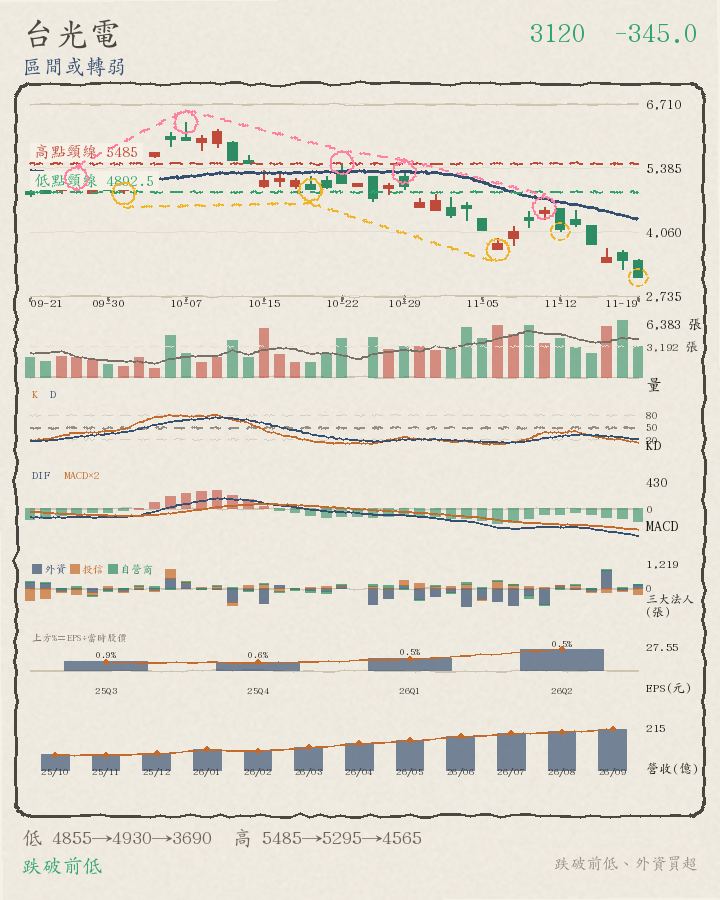 台光電
3120 -345.0
區間或轉弱
6,710
高點頸線 5485
5,385
低點頸線 4892.5
4,060
2,735
09-21 09-30 10-07 10-15 10-22 10-29 11-05 11-12 11-19
6,383 張
3,192 張
量
K D
80
50
20
KD
DIF MACD×2
430
0
MACD
外資 投信 自營商
1,219
0
三大法人
(張)
上方%=EPS÷當時股價
27.55
0.9% 0.6% 0.5% 0.5%
25Q3 25Q4 26Q1 26Q2
EPS(元)
215
25/10 25/11 25/12 26/01 26/02 26/03 26/04 26/05 26/06 26/07 26/08 26/09
營收(億)
低 4855→4930→3690 高 5485→5295→4565
跌破前低
跌破前低、外資買超